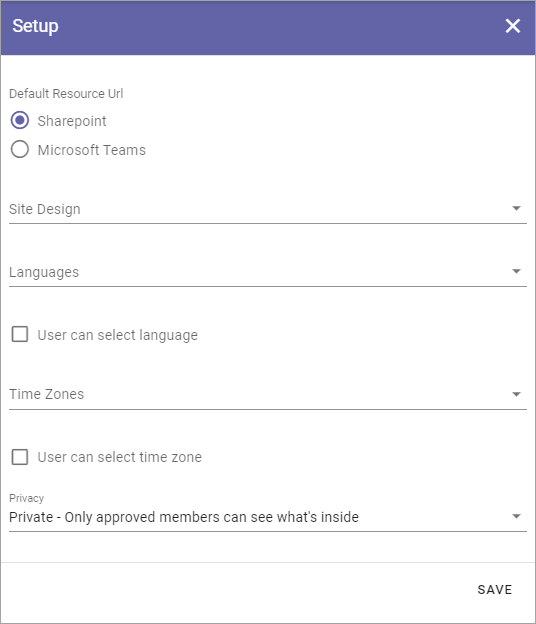 Setup
Default Resource Url
Sharepoint
Microsoft Teams
Site Design
Languages
User can select language
Time Zones
User can select time zone
Privacy
Private - Only approved members can see what's inside
SAVE